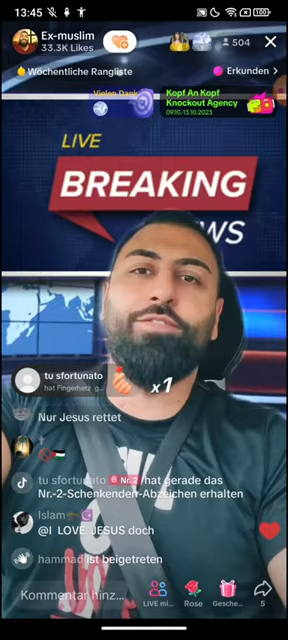 13:45
100
Ex-muslim
33.3K Likes
504
Wöchentliche Rangliste
Erkunden >
Vielen Dank
Kopf An Kopf
Knockout Agency
09.10-13.10.2023
LIVE
BREAKING
WS
tu sfortunato
hat Fingerherz g...
x1
Nur Jesus rettet
tu sfortunato Nr. 2 hat gerade das
Nr.-2-Schenkenden-Abzeichen erhalten
Islam
@I LOVE JESUS doch
hammad ist beigetreten
Kommentar hinz...
LIVE mi...
Rose
Gesche...
5